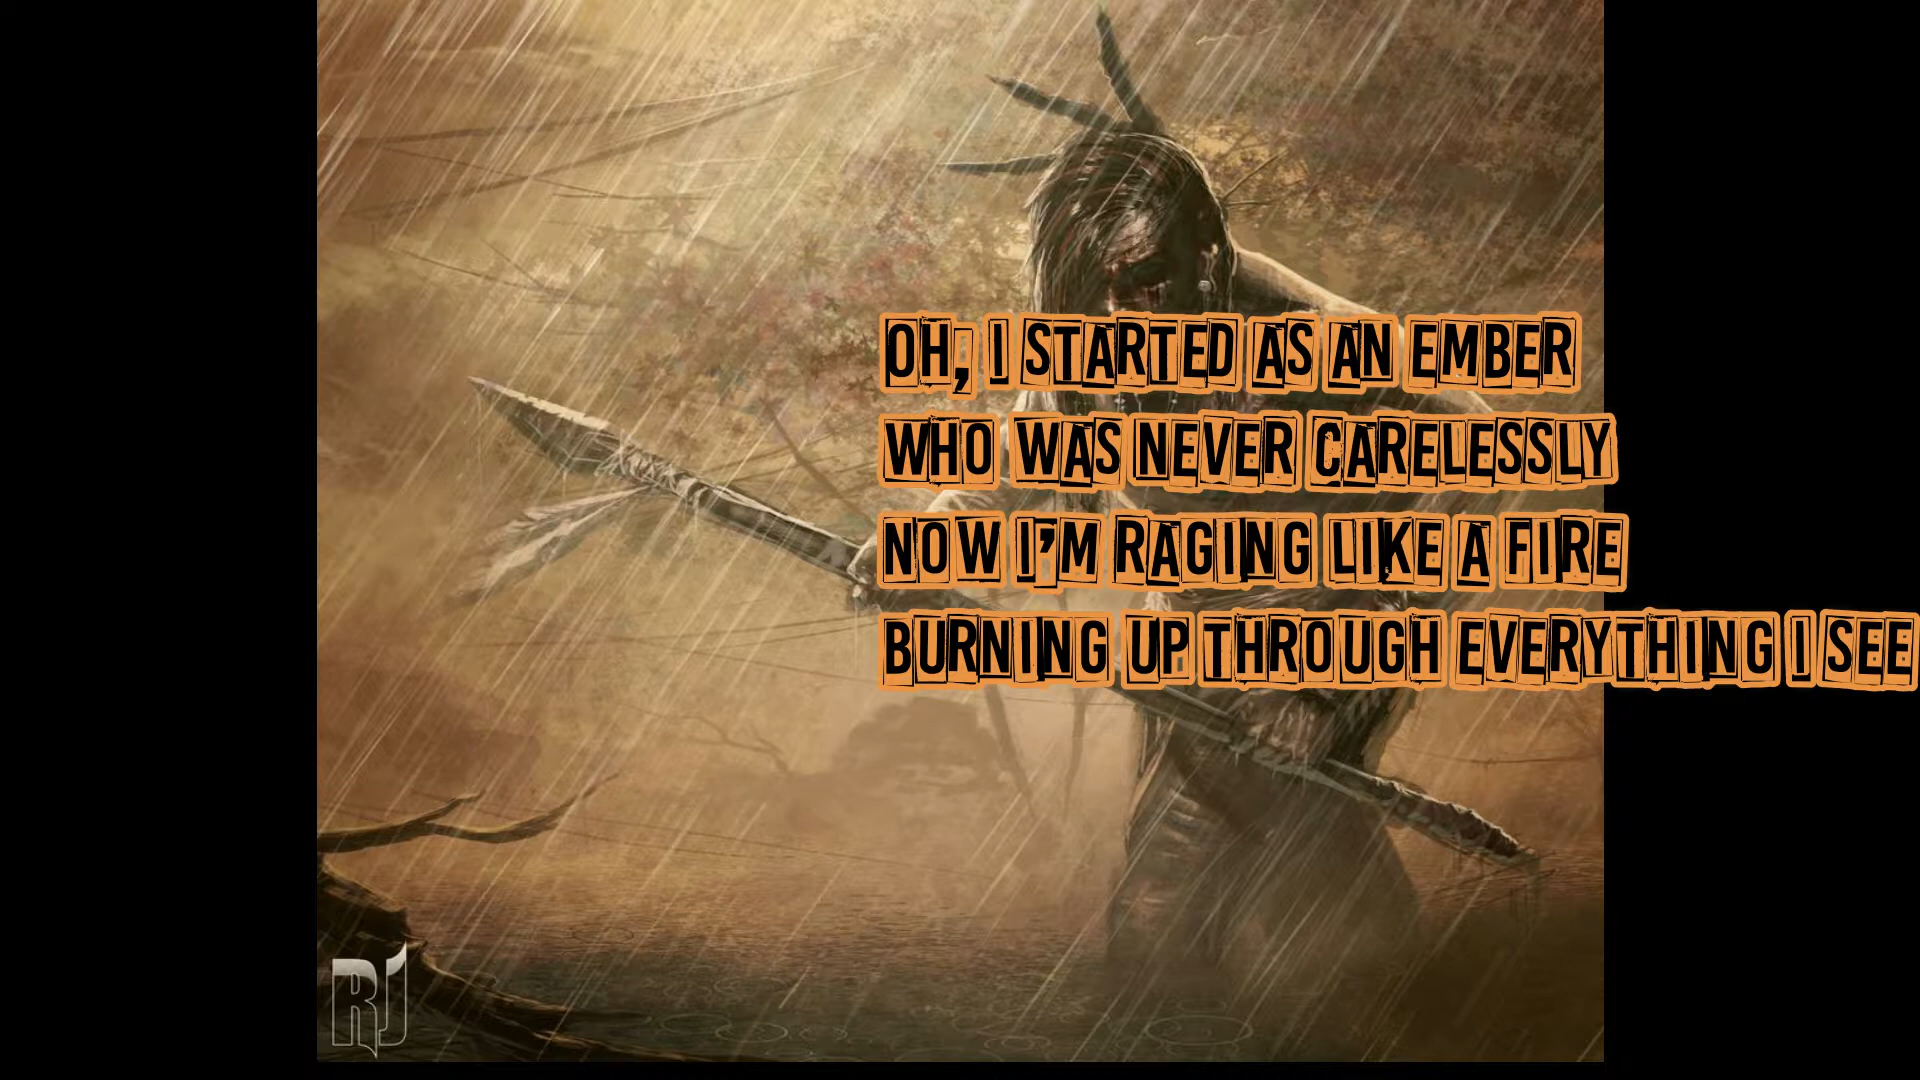 OH, I STARTED AS AN EMBER
WHO WAS NEVER CARELESSLY
NOW I'M RAGING LIKE A FIRE
BURNING UP THROUGH EVERYTHING I SEE
RJ